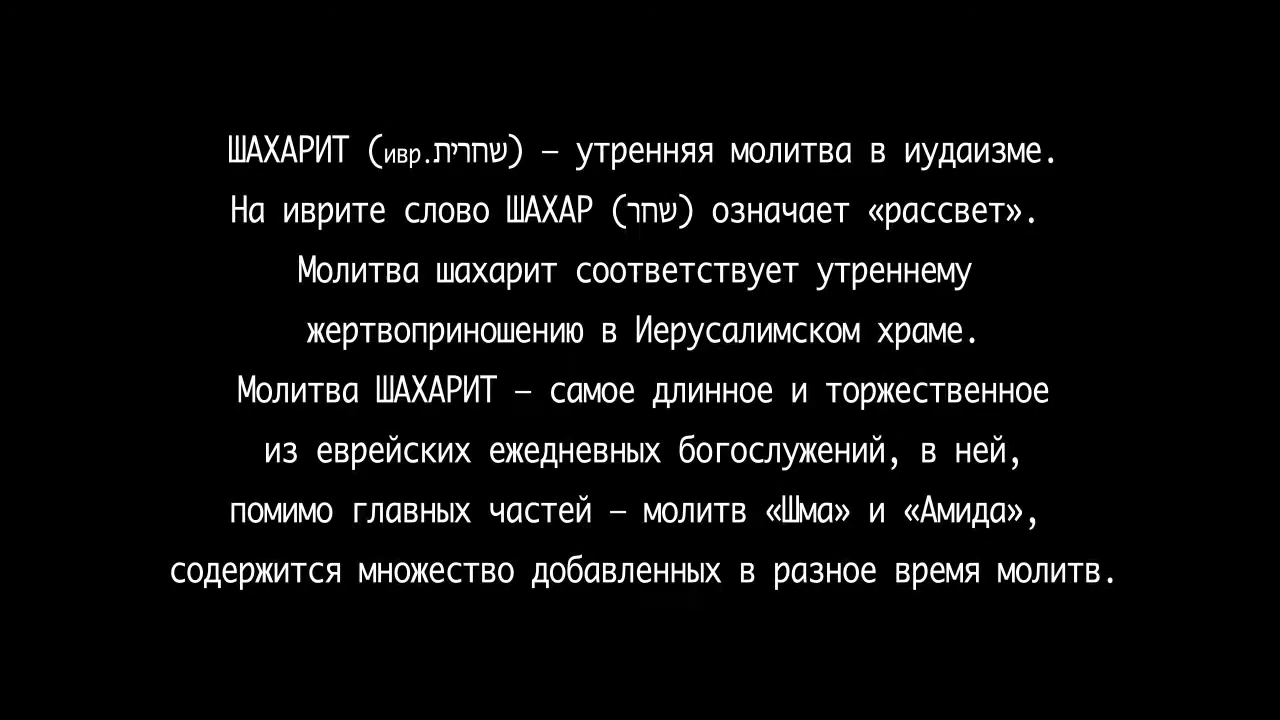 ШАХАРИТ (ивр.שחרית) – утренняя молитва в иудаизме.
На иврите слово ШАХАР (שחר) означает «рассвет».
Молитва шахарит соответствует утреннему
жертвоприношению в Иерусалимском храме.
Молитва ШАХАРИТ – самое длинное и торжественное
из еврейских ежедневных богослужений, в ней,
помимо главных частей – молитв «Шма» и «Амида»,
содержится множество добавленных в разное время молитв.